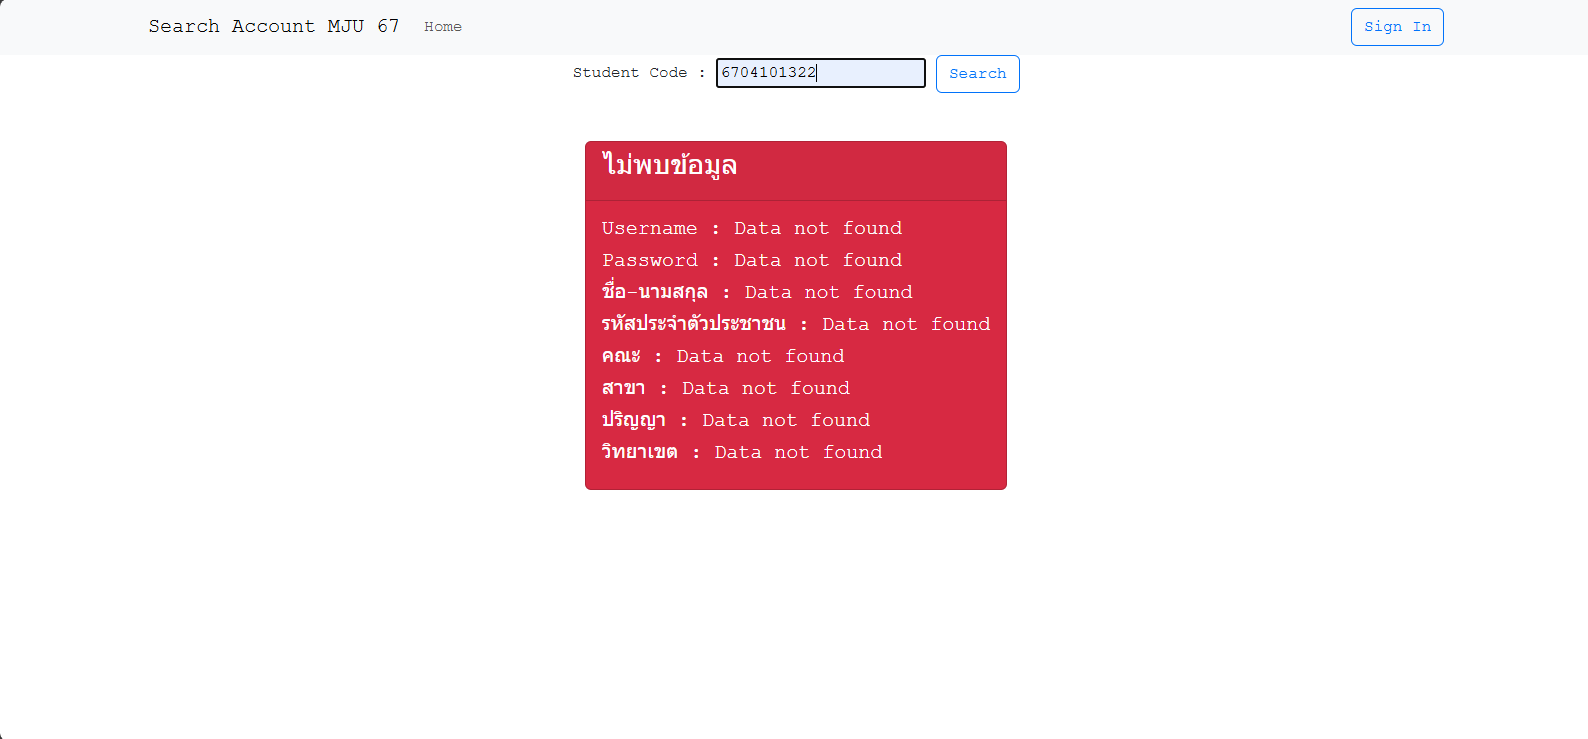 Search Account MJU 67 Home Sign In
Student Code : 6704101322 Search
ไม่พบข้อมูล
Username : Data not found
Password : Data not found
ชื่อ-นามสกุล : Data not found
รหัสประจำตัวประชาชน : Data not found
คณะ : Data not found
สาขา : Data not found
ปริญญา : Data not found
วิทยาเขต : Data not found